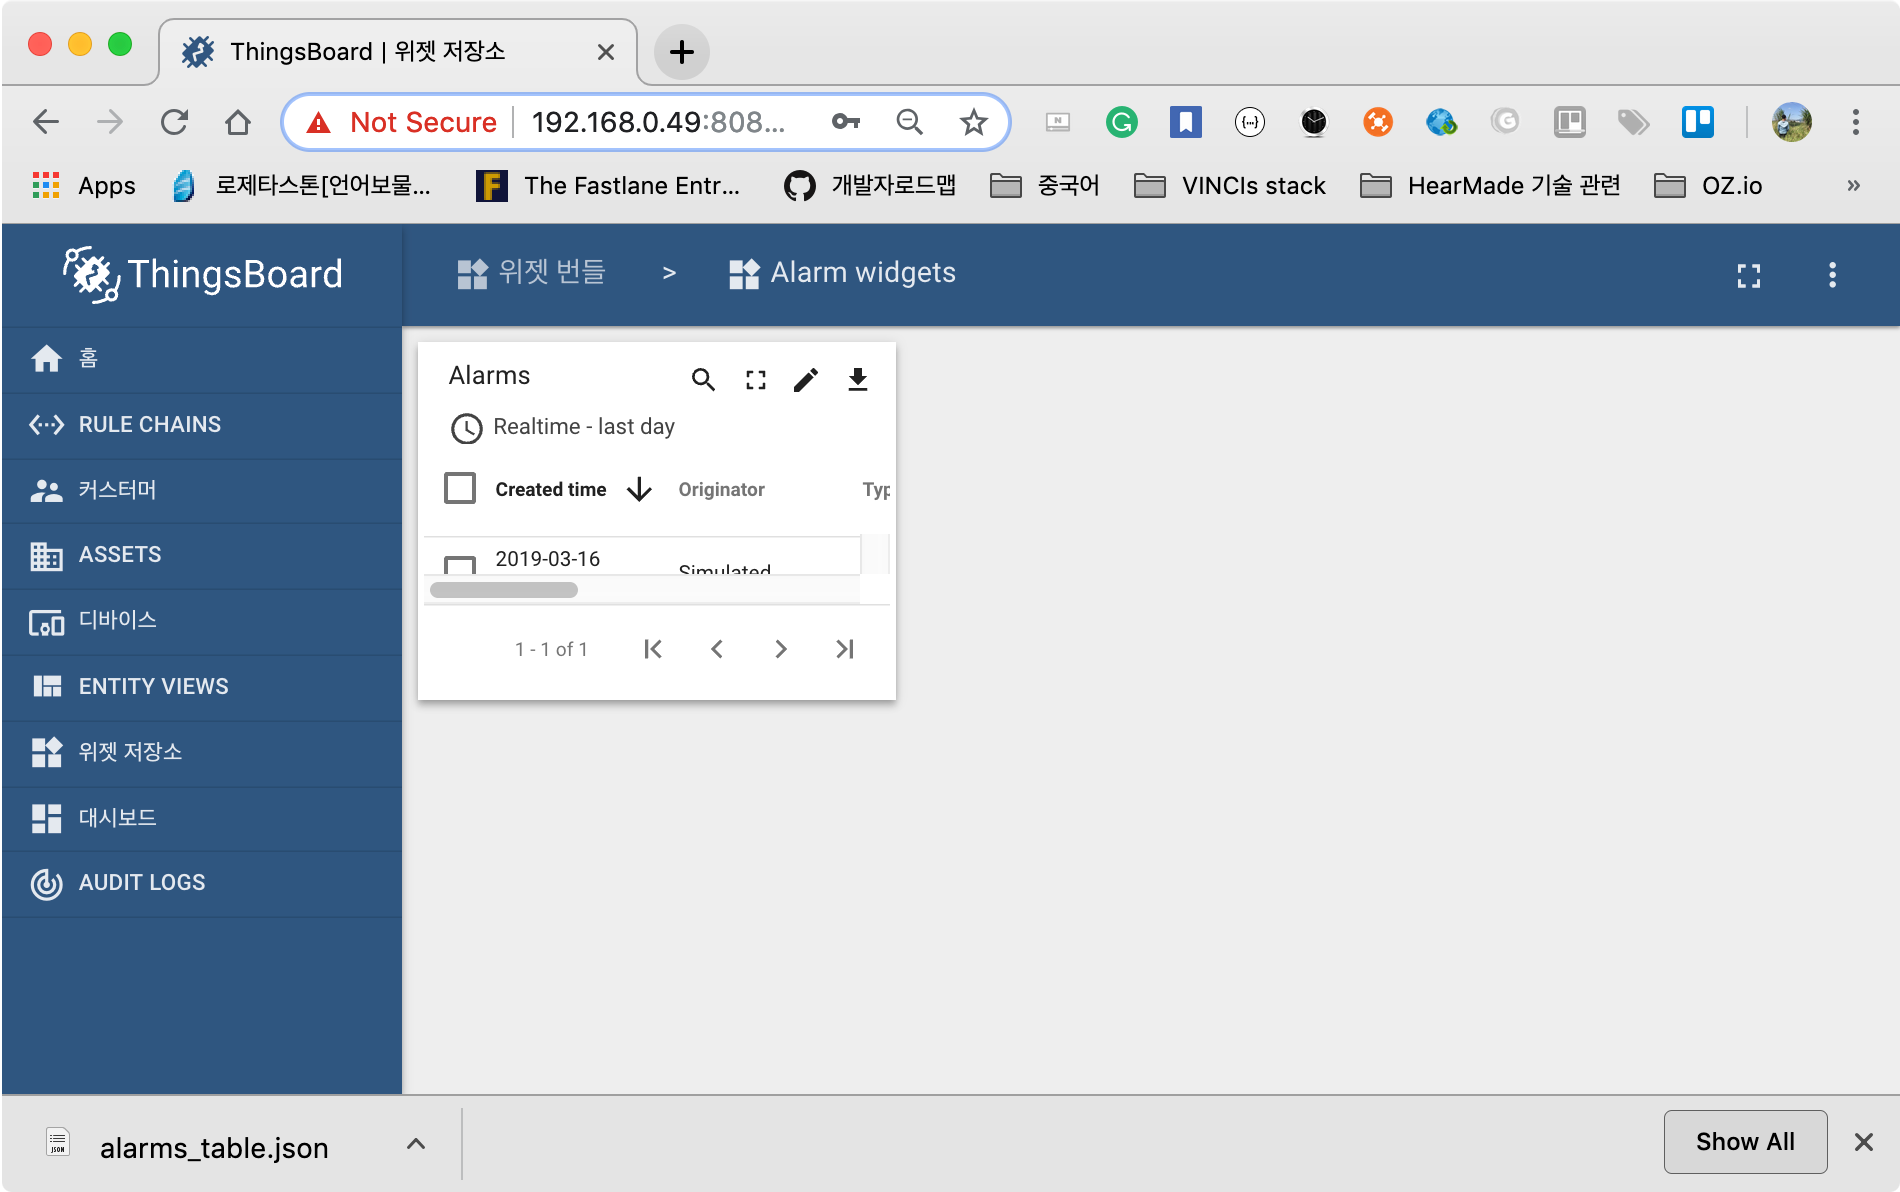 ThingsBoard | 위젯 저장소
Not Secure 192.168.0.49:808...
Apps 로제타스톤[언어보물... The Fastlane Entr... 개발자로드맵 중국어 VINCIs stack HearMade 기술 관련 OZ.io »
ThingsBoard
위젯 번들 > Alarm widgets
홈
RULE CHAINS
커스터머
ASSETS
디바이스
ENTITY VIEWS
위젯 저장소
대시보드
AUDIT LOGS
Alarms
Realtime - last day
Created time Originator Typ
2019-03-16 Simulated
1 - 1 of 1
JSON alarms_table.json
Show All